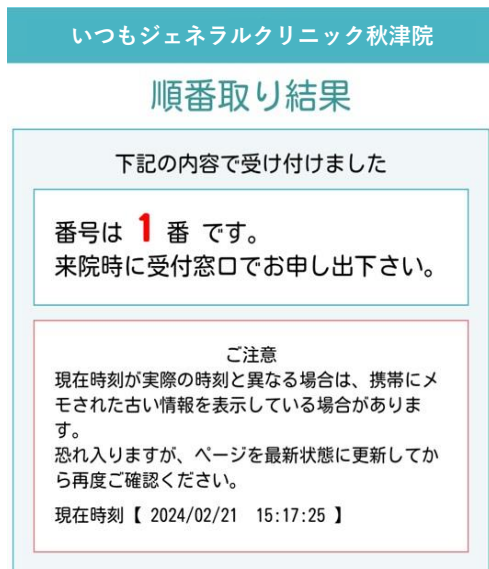 いつもジェネラルクリニック秋津院
順番取り結果
下記の内容で受け付けました
番号は 1 番 です。
来院時に受付窓口でお申し出下さい。
ご注意
現在時刻が実際の時刻と異なる場合は、携帯にメ
モされた古い情報を表示している場合がありま
す。
恐れ入りますが、ページを最新状態に更新してか
ら再度ご確認ください。
現在時刻【 2024/02/21 15:17:25 】